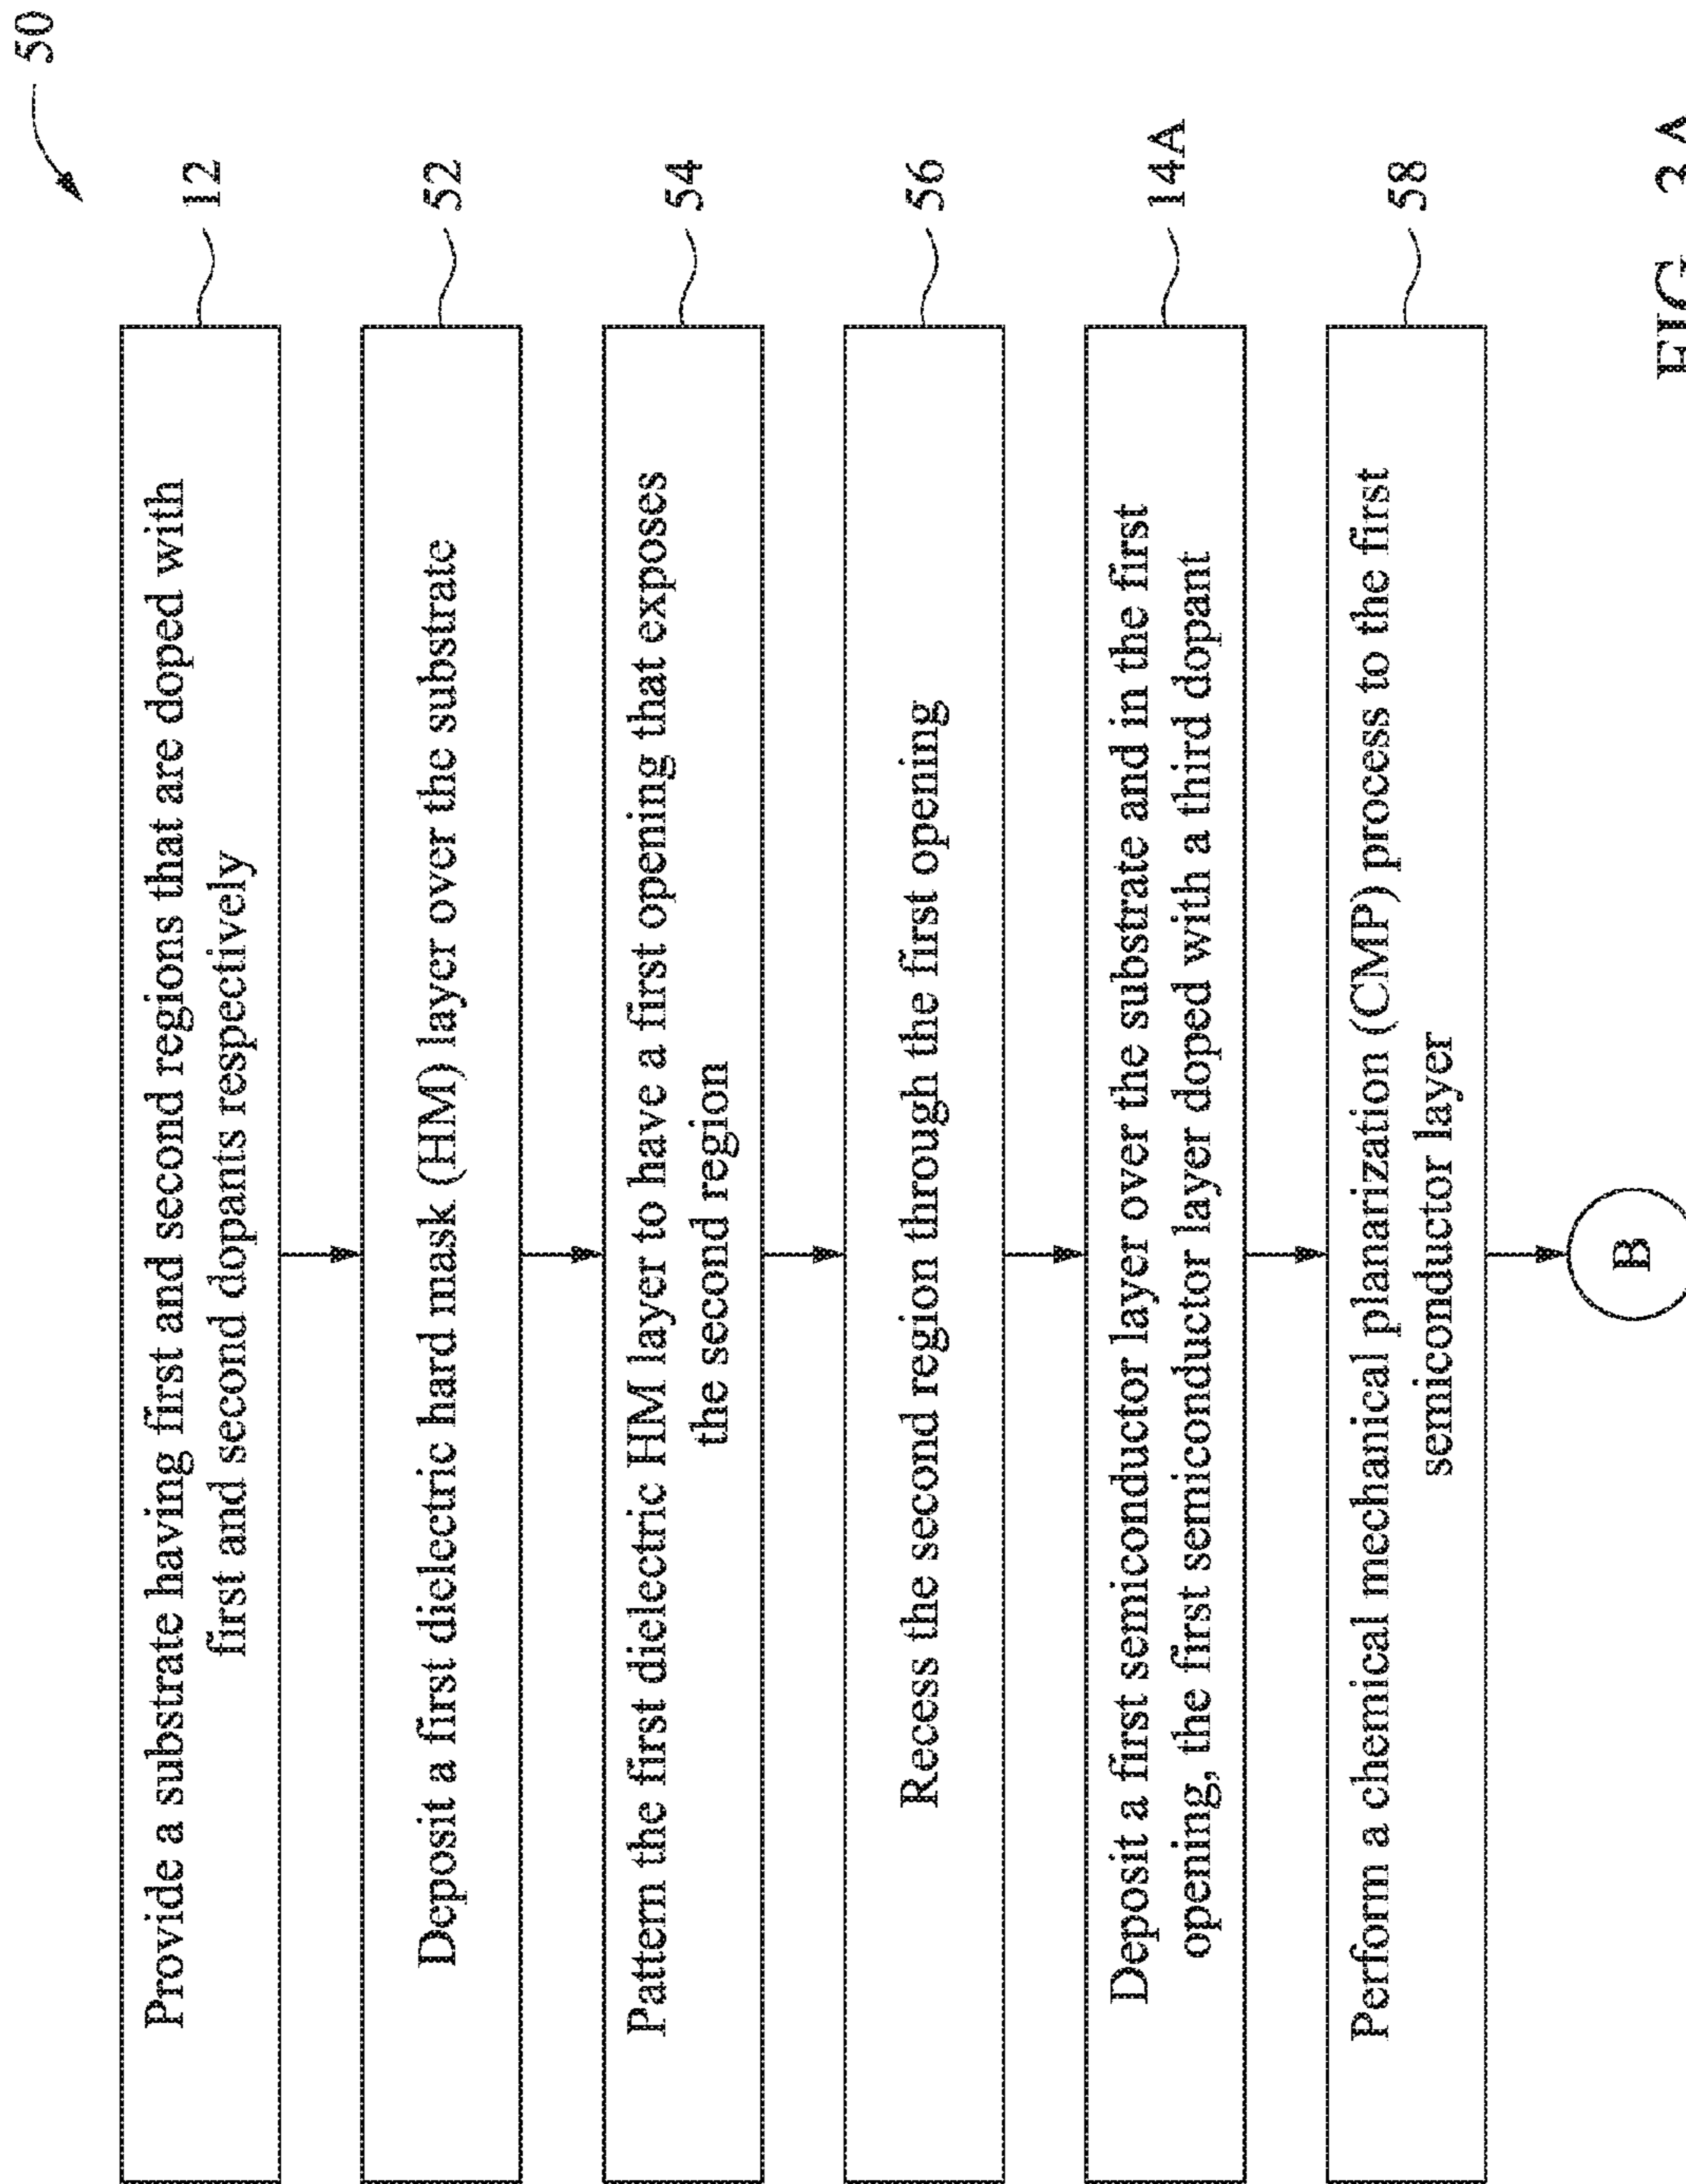 50
Provide a substrate having first and second regions that are doped with
first and second dopants respectively
12
Deposit a first dielectric hard mask (HM) layer over the substrate
52
Pattern the first dielectric HM layer to have a first opening that exposes
the second region
54
Recess the second region through the first opening
56
Deposit a first semiconductor layer over the substrate and in the first
opening, the first semiconductor layer doped with a third dopant
14A
Perform a chemical mechanical planarization (CMP) process to the first
semiconductor layer
58
B
FIG. 3A